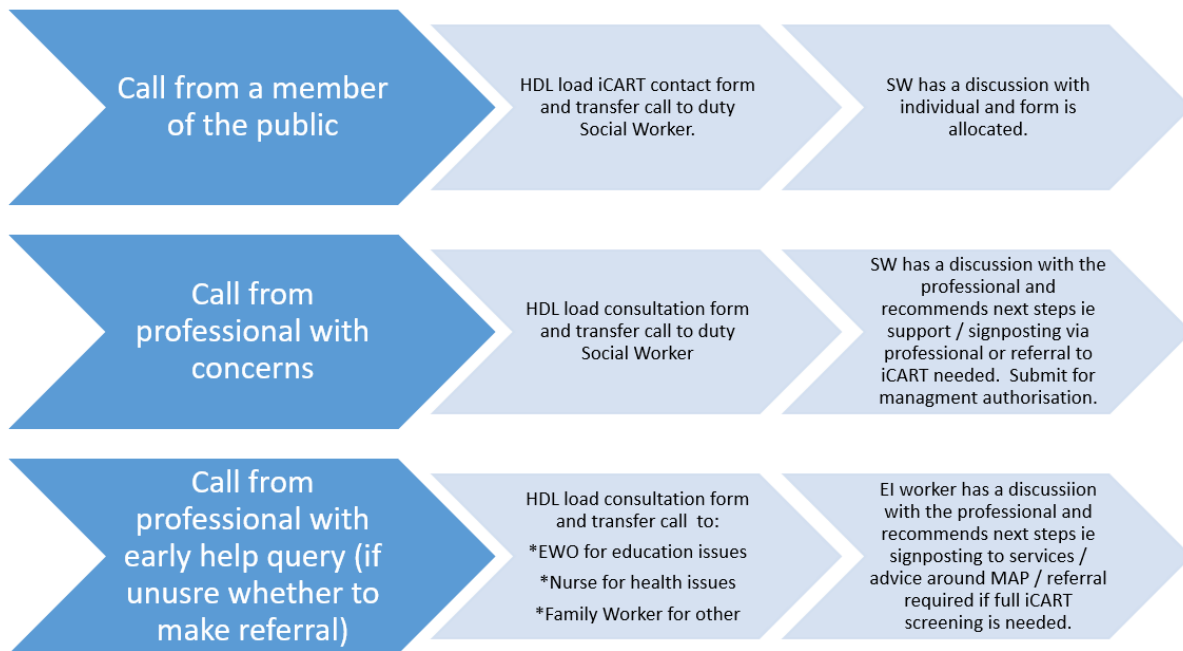 Call from a member
of the public
HDL load iCART contact form
and transfer call to duty
Social Worker.
SW has a discussion with
individual and form is
allocated.
Call from
professional with
concerns
HDL load consultation form
and transfer call to duty
Social Worker
SW has a discussion with the
professional and
recommends next steps ie
support / signposting via
professional or referral to
iCART needed.  Submit for
managment authorisation.
Call from
professional with
early help query (if
unusre whether to
make referral)
HDL load consultation form
and transfer call  to:
*EWO for education issues
*Nurse for health issues
*Family Worker for other
EI worker has a discussiion
with the professional and
recommends next steps ie
signposting to services /
advice around MAP / referral
required if full iCART
screening is needed.